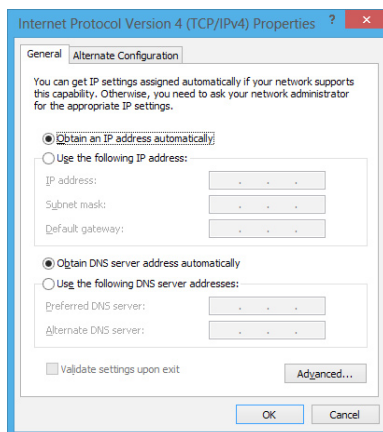 Internet Protocol Version 4 (TCP/IPv4) Properties ? ×
General Alternate Configuration
You can get IP settings assigned automatically if your network supports
this capability. Otherwise, you need to ask your network administrator
for the appropriate IP settings.
Obtain an IP address automatically
Use the following IP address:
IP address: . . .
Subnet mask: . . .
Default gateway: . . .
Obtain DNS server address automatically
Use the following DNS server addresses:
Preferred DNS server: . . .
Alternate DNS server: . . .
Validate settings upon exit
Advanced...
OK Cancel